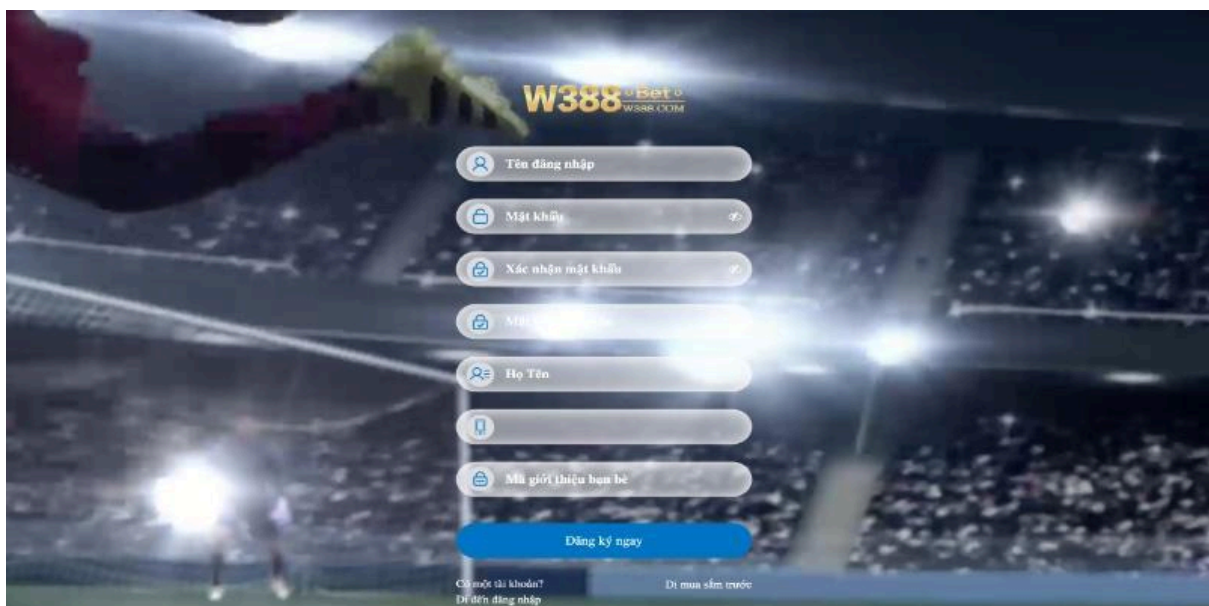 W388 Bet
W388.COM
Tên đăng nhập
Mật khẩu
Xác nhận mật khẩu
Họ Tên
Mã giới thiệu bạn bè
Đăng ký ngay
Có một tài khoản?
Đi đến đăng nhập
Đi mua sắm trước